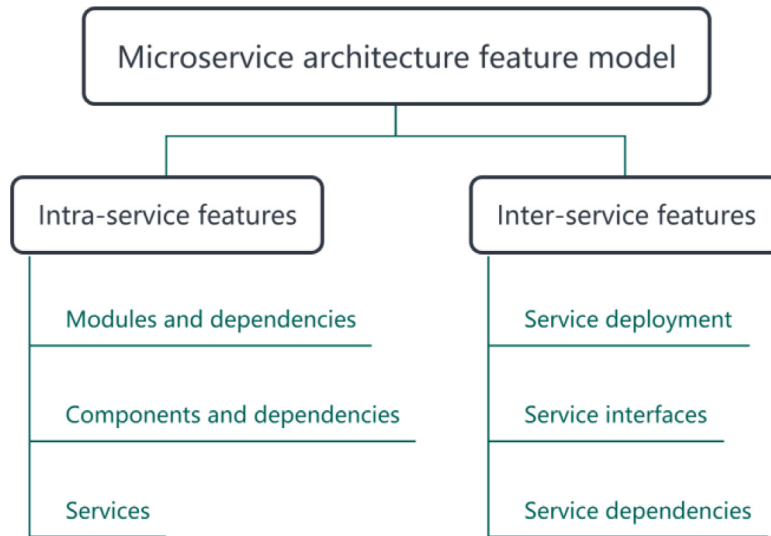 Microservice architecture feature model
Intra-service features
Inter-service features
Modules and dependencies
Service deployment
Components and dependencies
Service interfaces
Services
Service dependencies